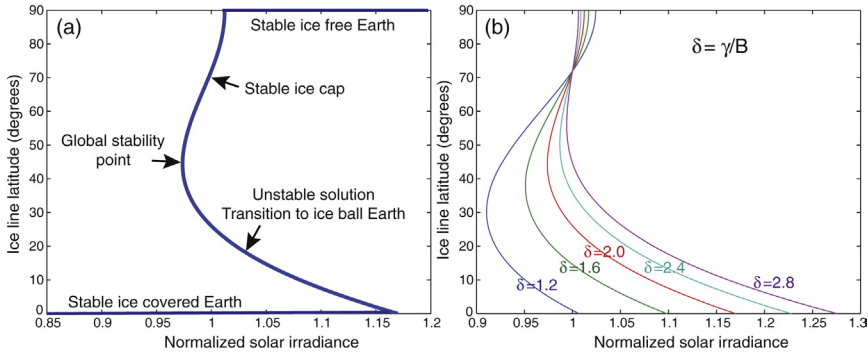 (a)
Stable ice free Earth
Stable ice cap
Global stability
point
Unstable solution
Transition to ice ball Earth
Stable ice covered Earth
Ice line latitude (degrees)
90
80
70
60
50
40
30
20
10
0
0.85 0.9 0.95 1 1.05 1.1 1.15 1.2
Normalized solar irradiance
(b)
δ= γ/B
δ=1.2
δ=1.6
δ=2.0
δ=2.4
δ=2.8
Ice line latitude (degrees)
90
80
70
60
50
40
30
20
10
0
0.9 0.95 1 1.05 1.1 1.15 1.2 1.25 1.3
Normalized solar irradiance